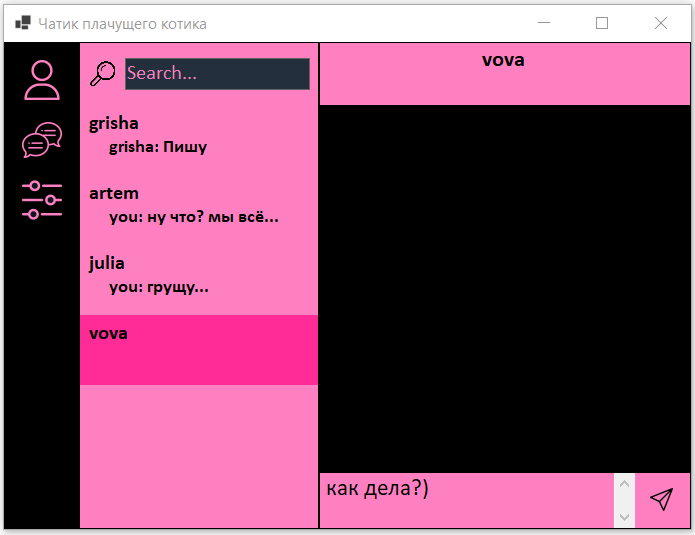 Чатик плачущего котика
Search...
grisha
grisha: Пишу
artem
you: ну что? мы всё...
julia
you: грущу...
vova
vova
как дела?)